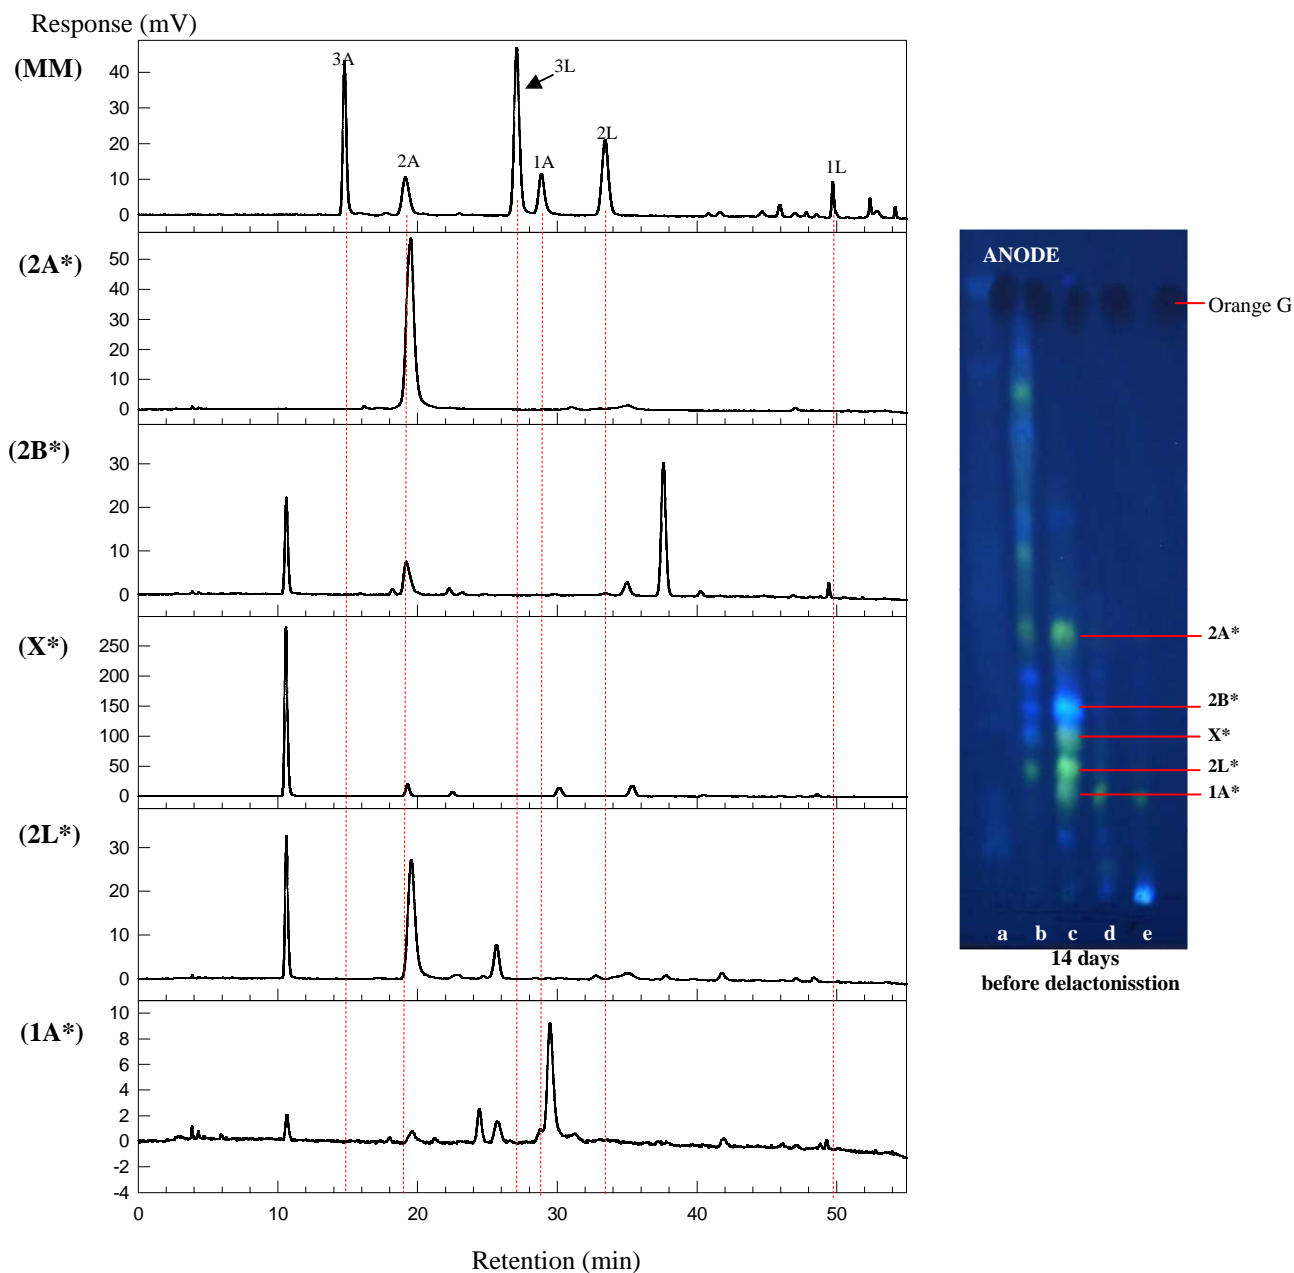 Response (mV)
(MM)
40
30
20
10
0
3A
2A
3L
1A
2L
1L
(2A*)
50
40
30
20
10
0
(2B*)
30
20
10
0
(X*)
250
200
150
100
50
0
(2L*)
30
20
10
0
(1A*)
10
8
6
4
2
0
-2
-4
0 10 20 30 40 50
Retention (min)
ANODE
Orange G
2A*
2B*
X*
2L*
1A*
a b c d e
14 days
before delactonisstion